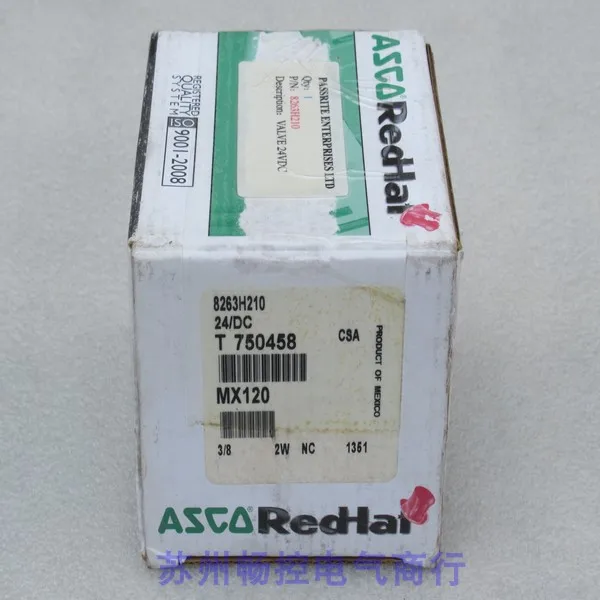 ASCO RedHat
PASSRITE ENTERPRISES LTD
Qty: 1
P/N: 8263H210
Description: VALVE 24VDC
REGISTERED
QUALITY
SYSTEM
ISO 9001-2008
8263H210
24/DC
T 750458
CSA
PRODUCT OF MEXICO
MX120
3/8 2W NC 1351
ASCO RedHat
苏州畅控电气商行